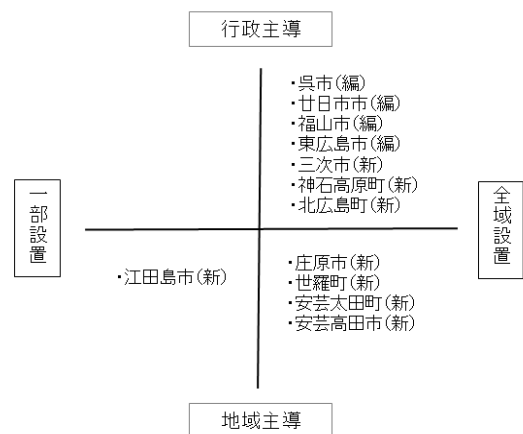 行政主導
・呉市(編)
・廿日市市(編)
・福山市(編)
・東広島市(編)
・三次市(新)
・神石高原町(新)
・北広島町(新)
一部設置
全域設置
・江田島市(新)
・庄原市(新)
・世羅町(新)
・安芸太田町(新)
・安芸高田市(新)
地域主導